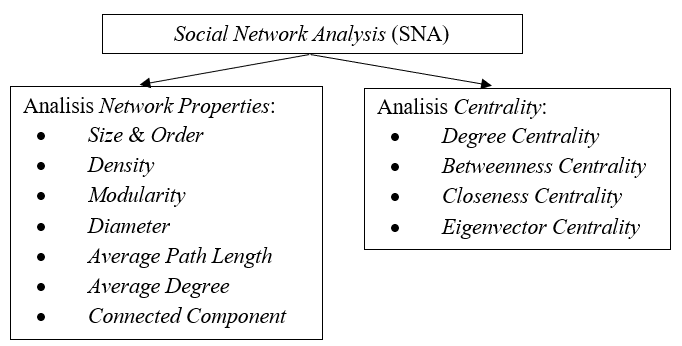 Social Network Analysis (SNA)
Analisis Network Properties:
• Size & Order
• Density
• Modularity
• Diameter
• Average Path Length
• Average Degree
• Connected Component
Analisis Centrality:
• Degree Centrality
• Betweenness Centrality
• Closeness Centrality
• Eigenvector Centrality